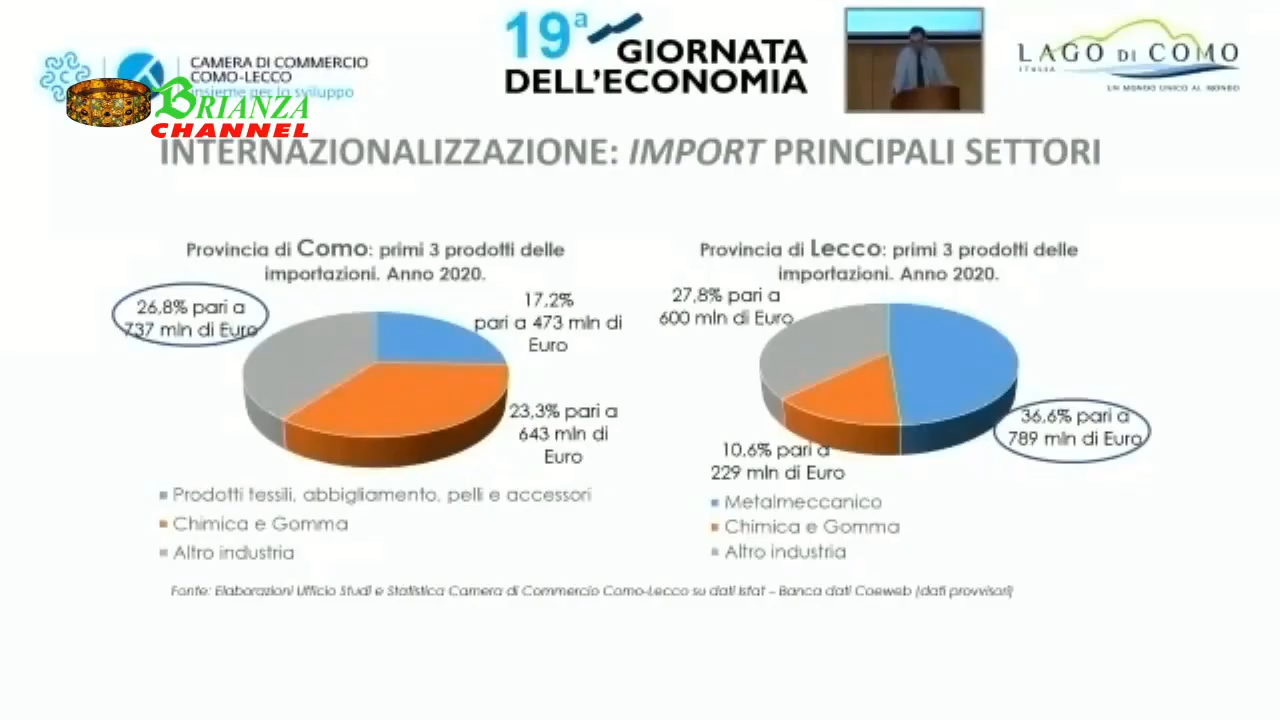 CAMERA DI COMMERCIO
COMO-LECCO
insieme per lo sviluppo
BRIANZA
CHANNEL
19ª GIORNATA
DELL'ECONOMIA
LAGO DI COMO
ITALIA
UN MONDO UNICO AL MONDO
INTERNAZIONALIZZAZIONE: IMPORT PRINCIPALI SETTORI
Provincia di Como: primi 3 prodotti delle
importazioni. Anno 2020.
26,8% pari a
737 mln di Euro
17,2%
pari a 473 mln di
Euro
23,3% pari a
643 mln di
Euro
Prodotti tessili, abbigliamento, pelli e accessori
Chimica e Gomma
Altro industria
Provincia di Lecco: primi 3 prodotti delle
importazioni. Anno 2020.
27,8% pari a
600 mln di Euro
36,6% pari a
789 mln di Euro
10,6% pari a
229 mln di Euro
Metalmeccanico
Chimica e Gomma
Altro industria
Fonte: Elaborazioni Ufficio Studi e Statistica Camera di Commercio Como-Lecco su dati Istat – Banca dati Coeweb (dati provvisori)